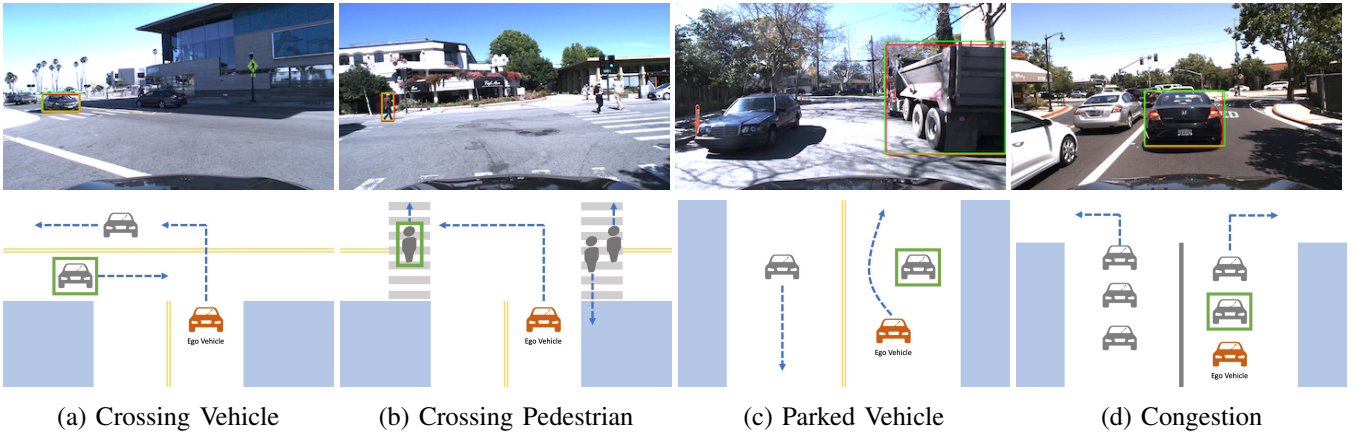 Ego Vehicle
Ego Vehicle
Ego Vehicle
Ego Vehicle
(a) Crossing Vehicle
(b) Crossing Pedestrian
(c) Parked Vehicle
(d) Congestion